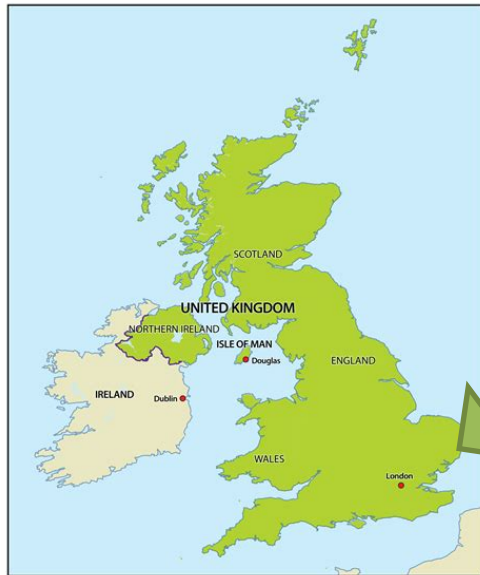 SCOTLAND
UNITED KINGDOM
NORTHERN IRELAND
ISLE OF MAN
Douglas
ENGLAND
IRELAND
Dublin
WALES
London